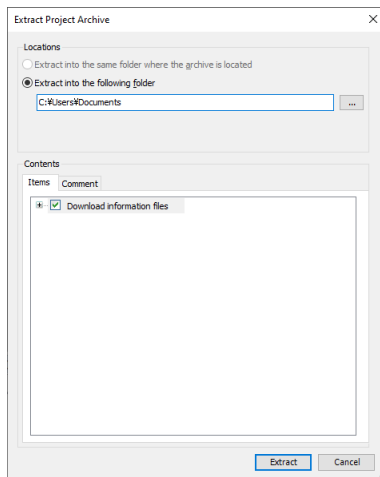 Extract Project Archive
Locations
Extract into the same folder where the archive is located
Extract into the following folder
C:¥Users¥Documents
...
Contents
Items
Comment
Download information files
Extract
Cancel